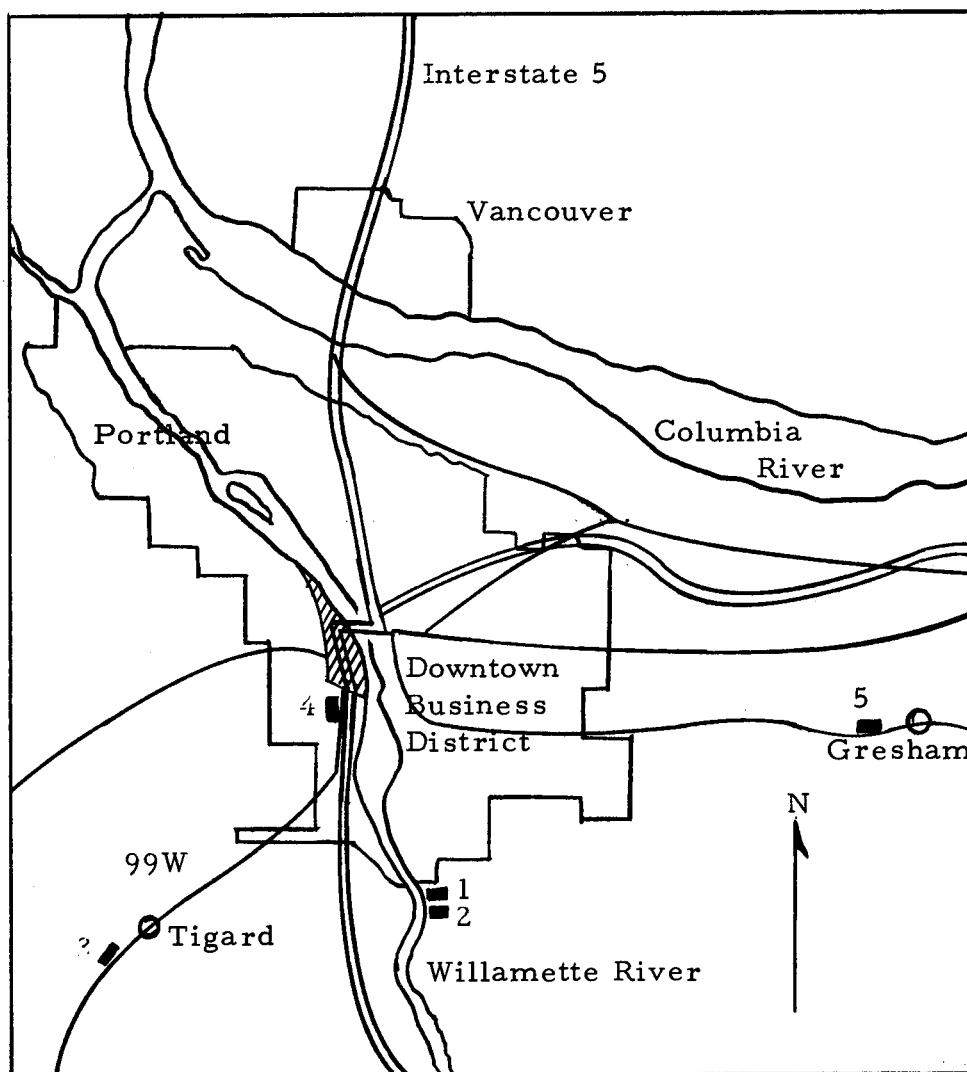 Interstate 5
Vancouver
Portland
Columbia
River
Downtown
Business
District
4
5
Gresham
N
99W
1
2
Tigard
Willamette River